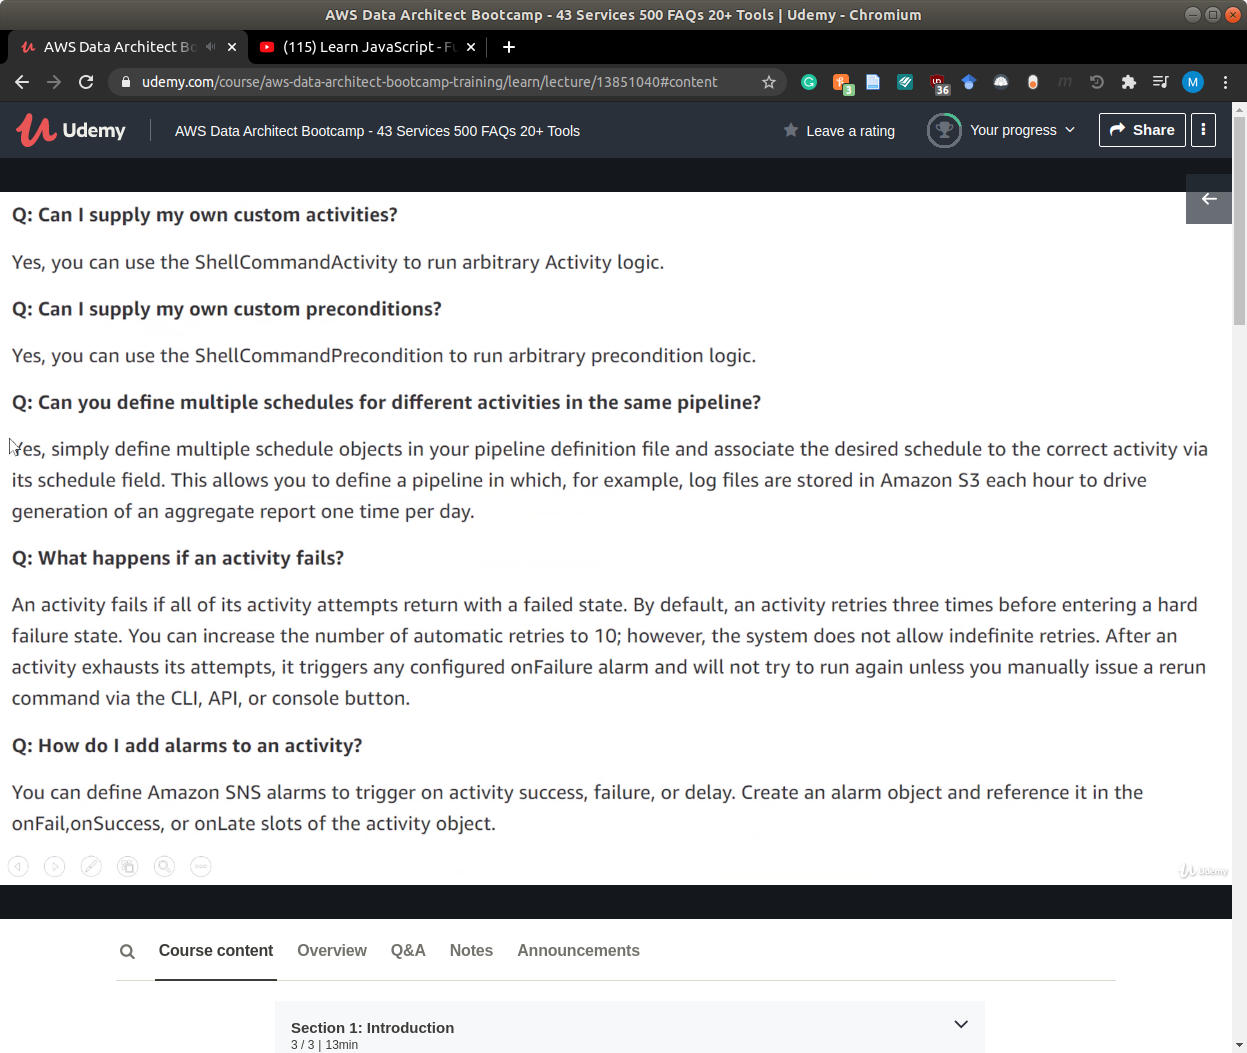 AWS Data Architect Bootcamp - 43 Services 500 FAQs 20+ Tools | Udemy - Chromium
AWS Data Architect Bo
(115) Learn JavaScript - Fu
udemy.com/course/aws-data-architect-bootcamp-training/learn/lecture/13851040#content
3
36
M
Udemy
AWS Data Architect Bootcamp - 43 Services 500 FAQs 20+ Tools
Leave a rating
Your progress
Share
Q: Can I supply my own custom activities?
Yes, you can use the ShellCommandActivity to run arbitrary Activity logic.
Q: Can I supply my own custom preconditions?
Yes, you can use the ShellCommandPrecondition to run arbitrary precondition logic.
Q: Can you define multiple schedules for different activities in the same pipeline?
Yes, simply define multiple schedule objects in your pipeline definition file and associate the desired schedule to the correct activity via
its schedule field. This allows you to define a pipeline in which, for example, log files are stored in Amazon S3 each hour to drive
generation of an aggregate report one time per day.
Q: What happens if an activity fails?
An activity fails if all of its activity attempts return with a failed state. By default, an activity retries three times before entering a hard
failure state. You can increase the number of automatic retries to 10; however, the system does not allow indefinite retries. After an
activity exhausts its attempts, it triggers any configured onFailure alarm and will not try to run again unless you manually issue a rerun
command via the CLI, API, or console button.
Q: How do I add alarms to an activity?
You can define Amazon SNS alarms to trigger on activity success, failure, or delay. Create an alarm object and reference it in the
onFail,onSuccess, or onLate slots of the activity object.
Udemy
Course content
Overview
Q&A
Notes
Announcements
Section 1: Introduction
3 / 3 | 13min